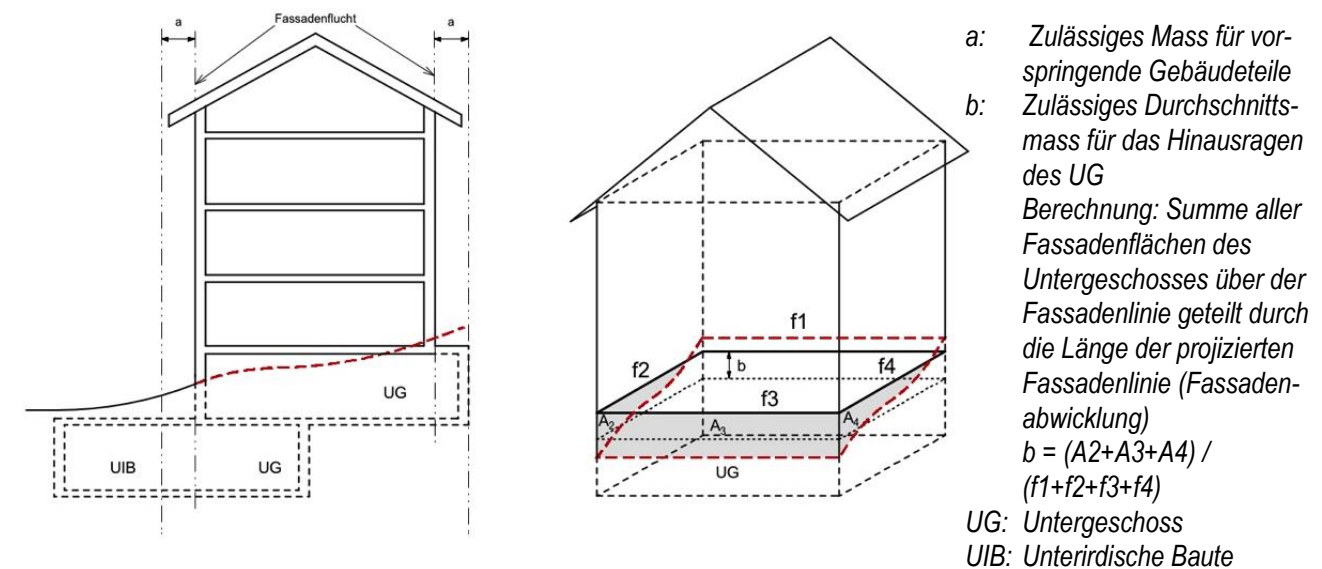 a
Fassadenflucht
a
UG
UIB
UG
f1
f2
b
f4
f3
A2
A3
A4
UG
a: Zulässiges Mass für vor-
springende Gebäudeteile
b: Zulässiges Durchschnitts-
mass für das Hinausragen
des UG
Berechnung: Summe aller
Fassadenflächen des
Untergeschosses über der
Fassadenlinie geteilt durch
die Länge der projizierten
Fassadenlinie (Fassaden-
abwicklung)
b = (A2+A3+A4) /
(f1+f2+f3+f4)
UG: Untergeschoss
UIB: Unterirdische Baute